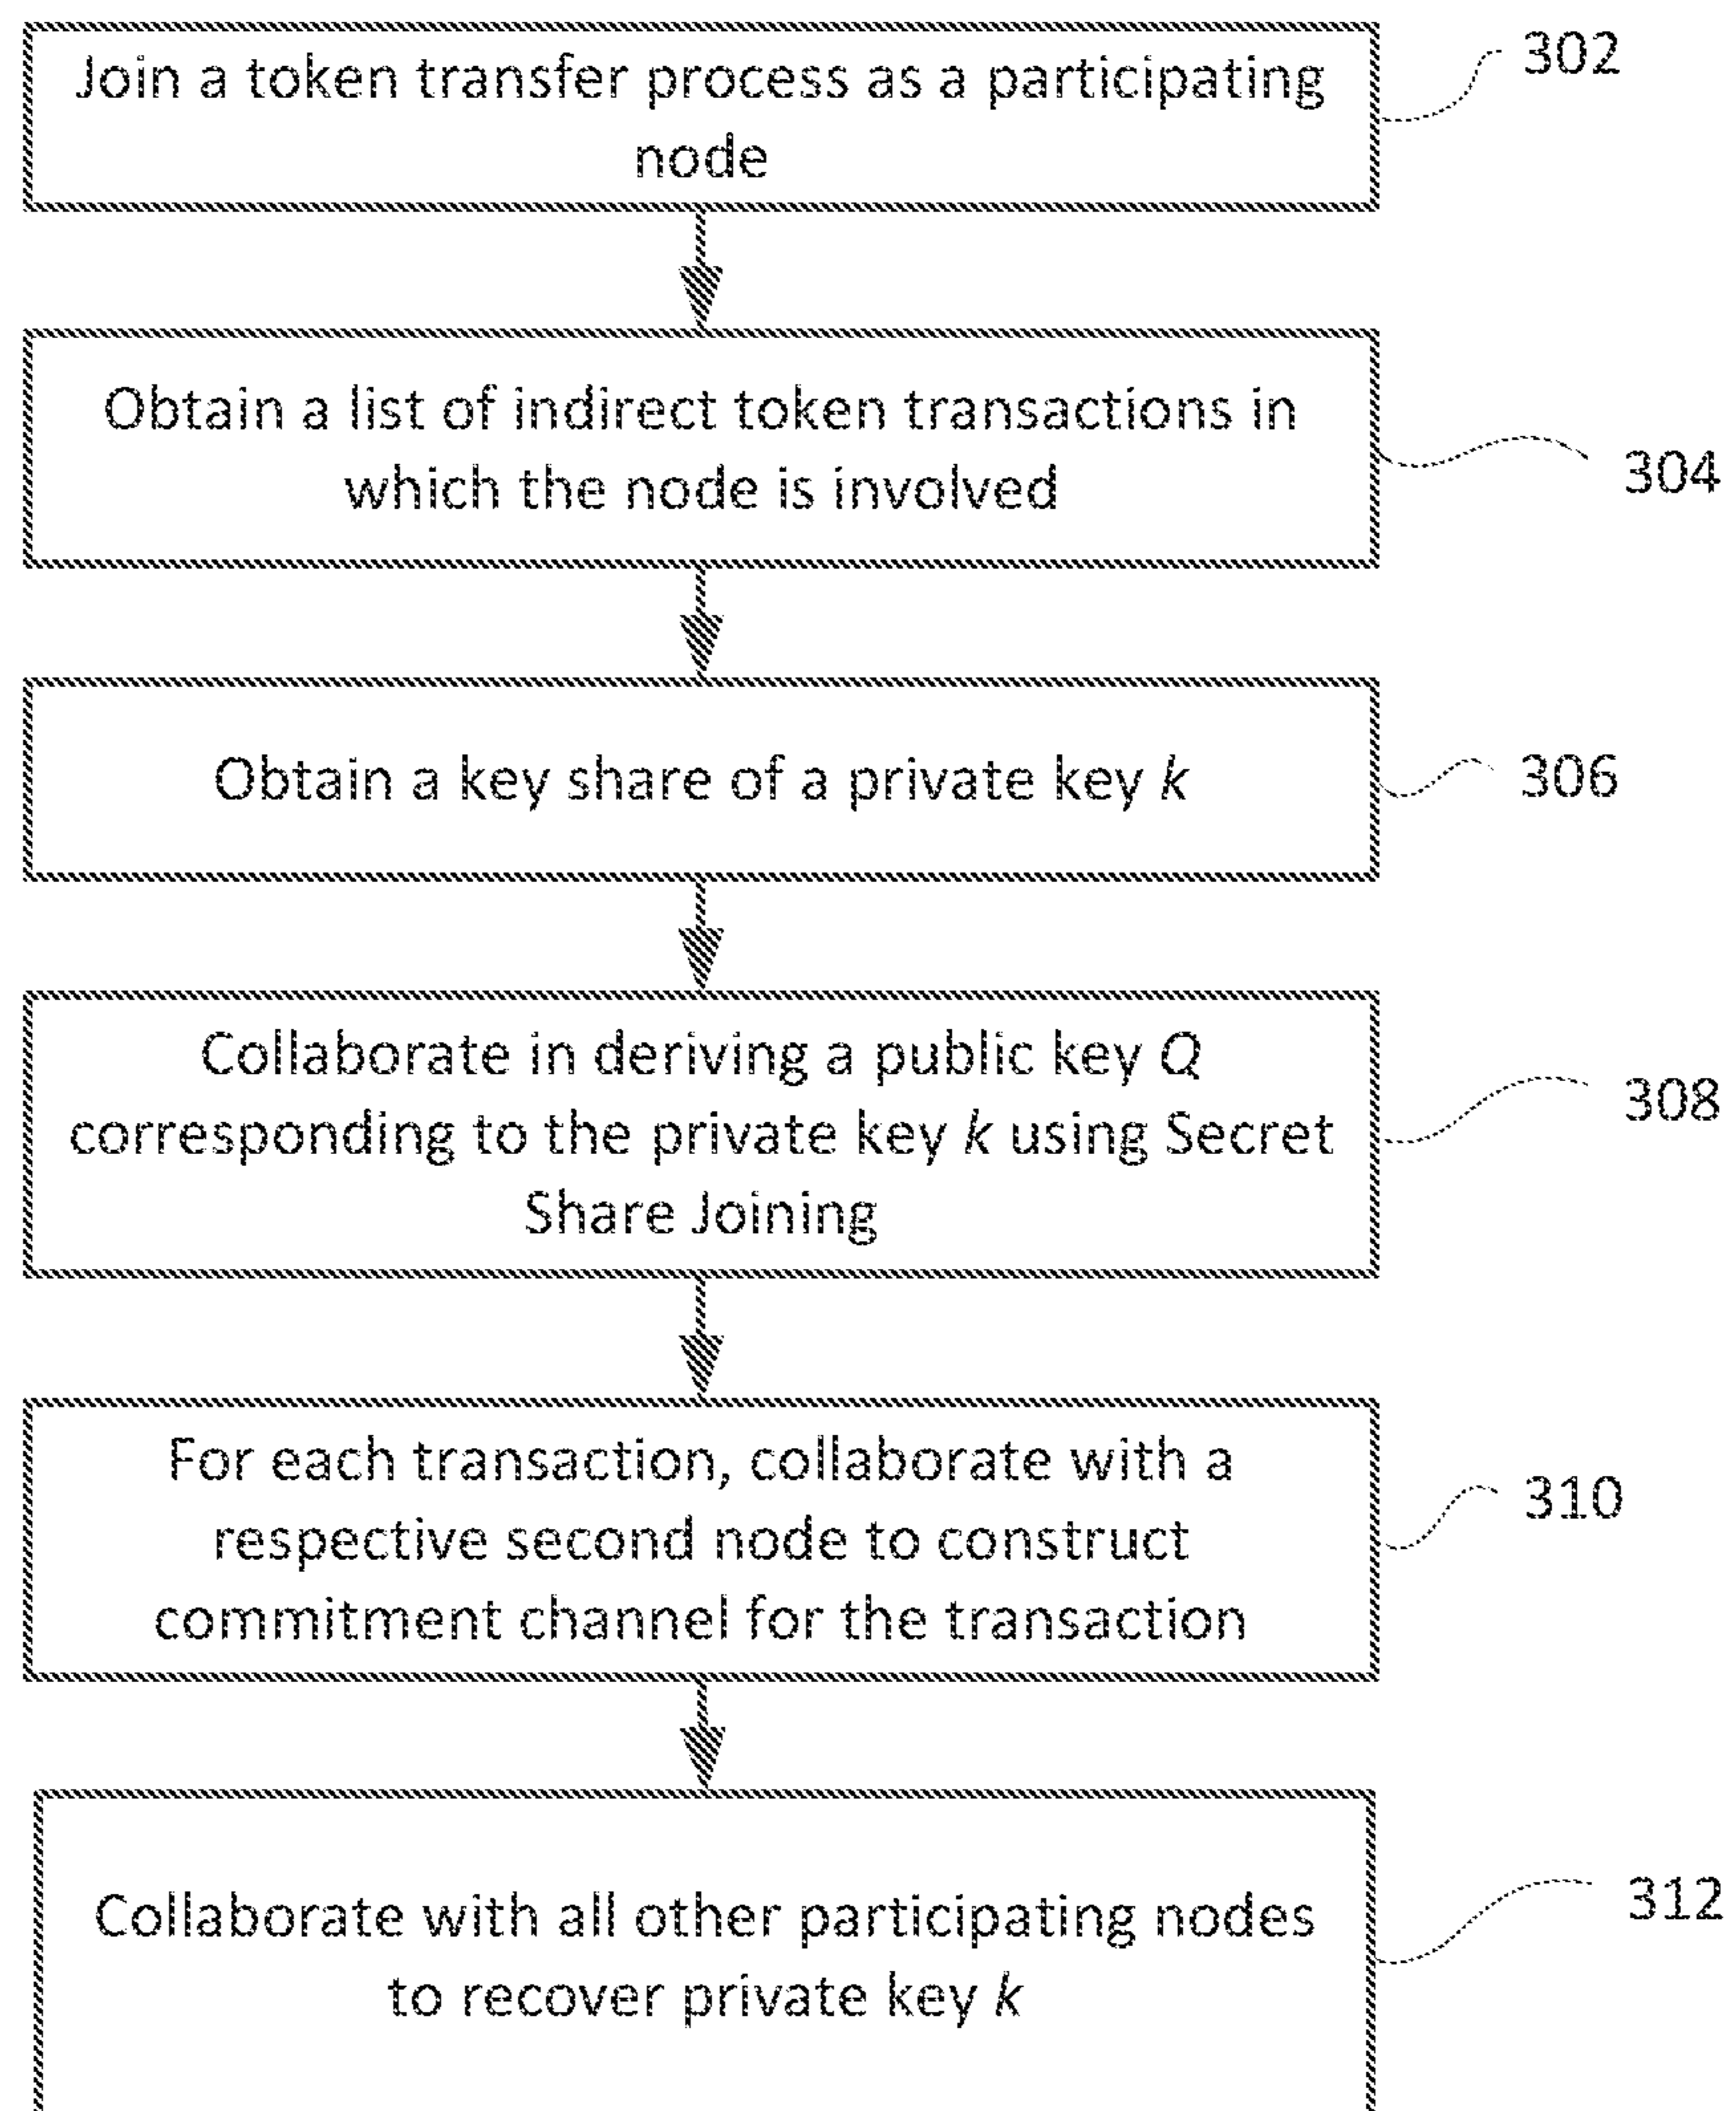 Join a token transfer process as a participating
node
302
Obtain a list of indirect token transactions in
which the node is involved
304
Obtain a key share of a private key k
306
Collaborate in deriving a public key Q
corresponding to the private key k using Secret
Share Joining
308
For each transaction, collaborate with a
respective second node to construct
commitment channel for the transaction
310
Collaborate with all other participating nodes
to recover private key k
312